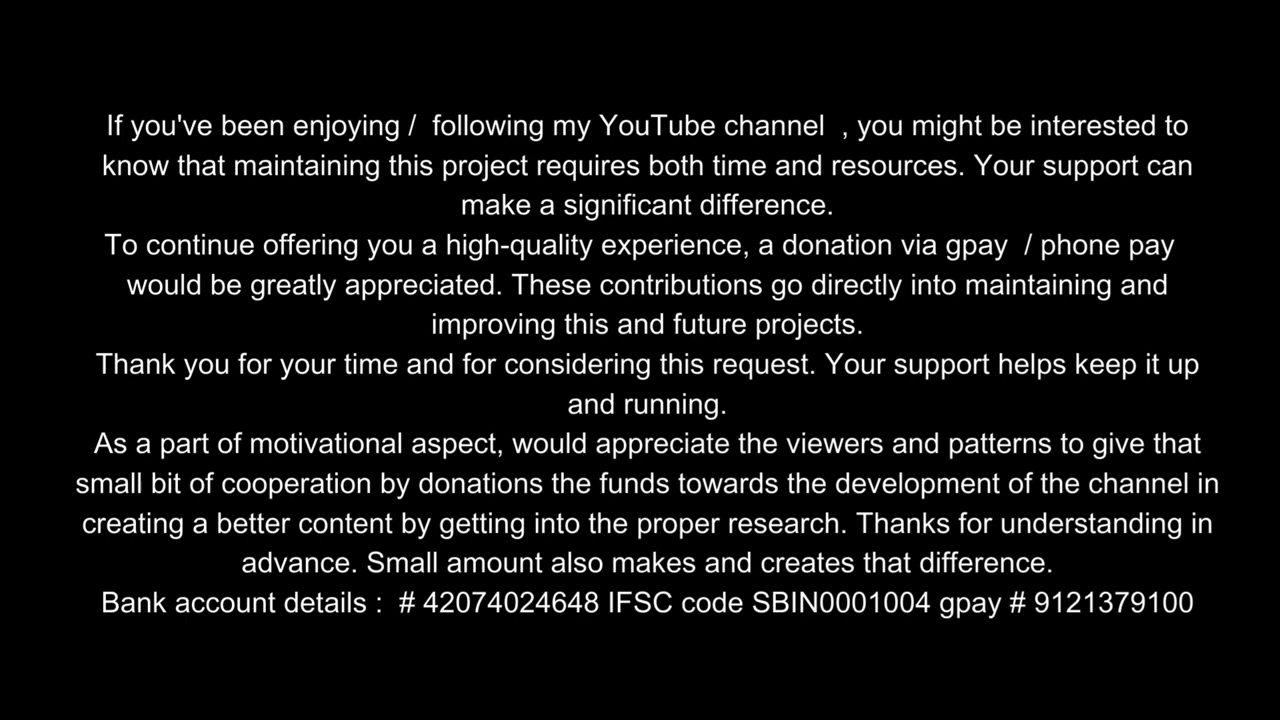 If you've been enjoying /  following my YouTube channel  , you might be interested to
know that maintaining this project requires both time and resources. Your support can
make a significant difference.
To continue offering you a high-quality experience, a donation via gpay  / phone pay
would be greatly appreciated. These contributions go directly into maintaining and
improving this and future projects.
Thank you for your time and for considering this request. Your support helps keep it up
and running.
As a part of motivational aspect, would appreciate the viewers and patterns to give that
small bit of cooperation by donations the funds towards the development of the channel in
creating a better content by getting into the proper research. Thanks for understanding in
advance. Small amount also makes and creates that difference.
Bank account details :  # 42074024648 IFSC code SBIN0001004 gpay # 9121379100